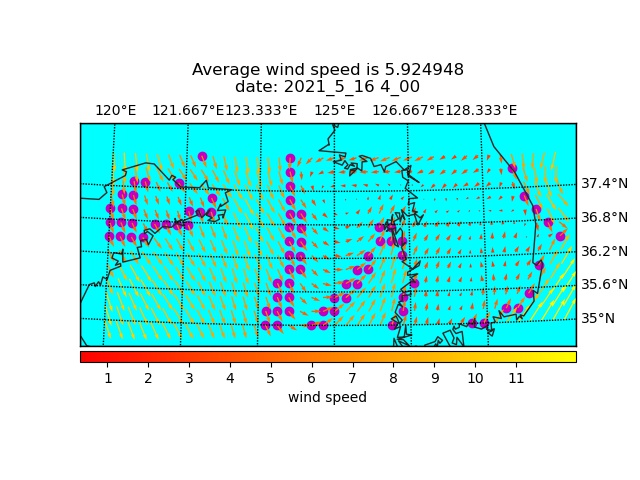 Average wind speed is 5.924948
date: 2021_5_16 4_00
120°E 121.667°E 123.333°E 125°E 126.667°E 128.333°E
37.4°N
36.8°N
36.2°N
35.6°N
35°N
1 2 3 4 5 6 7 8 9 10 11
wind speed